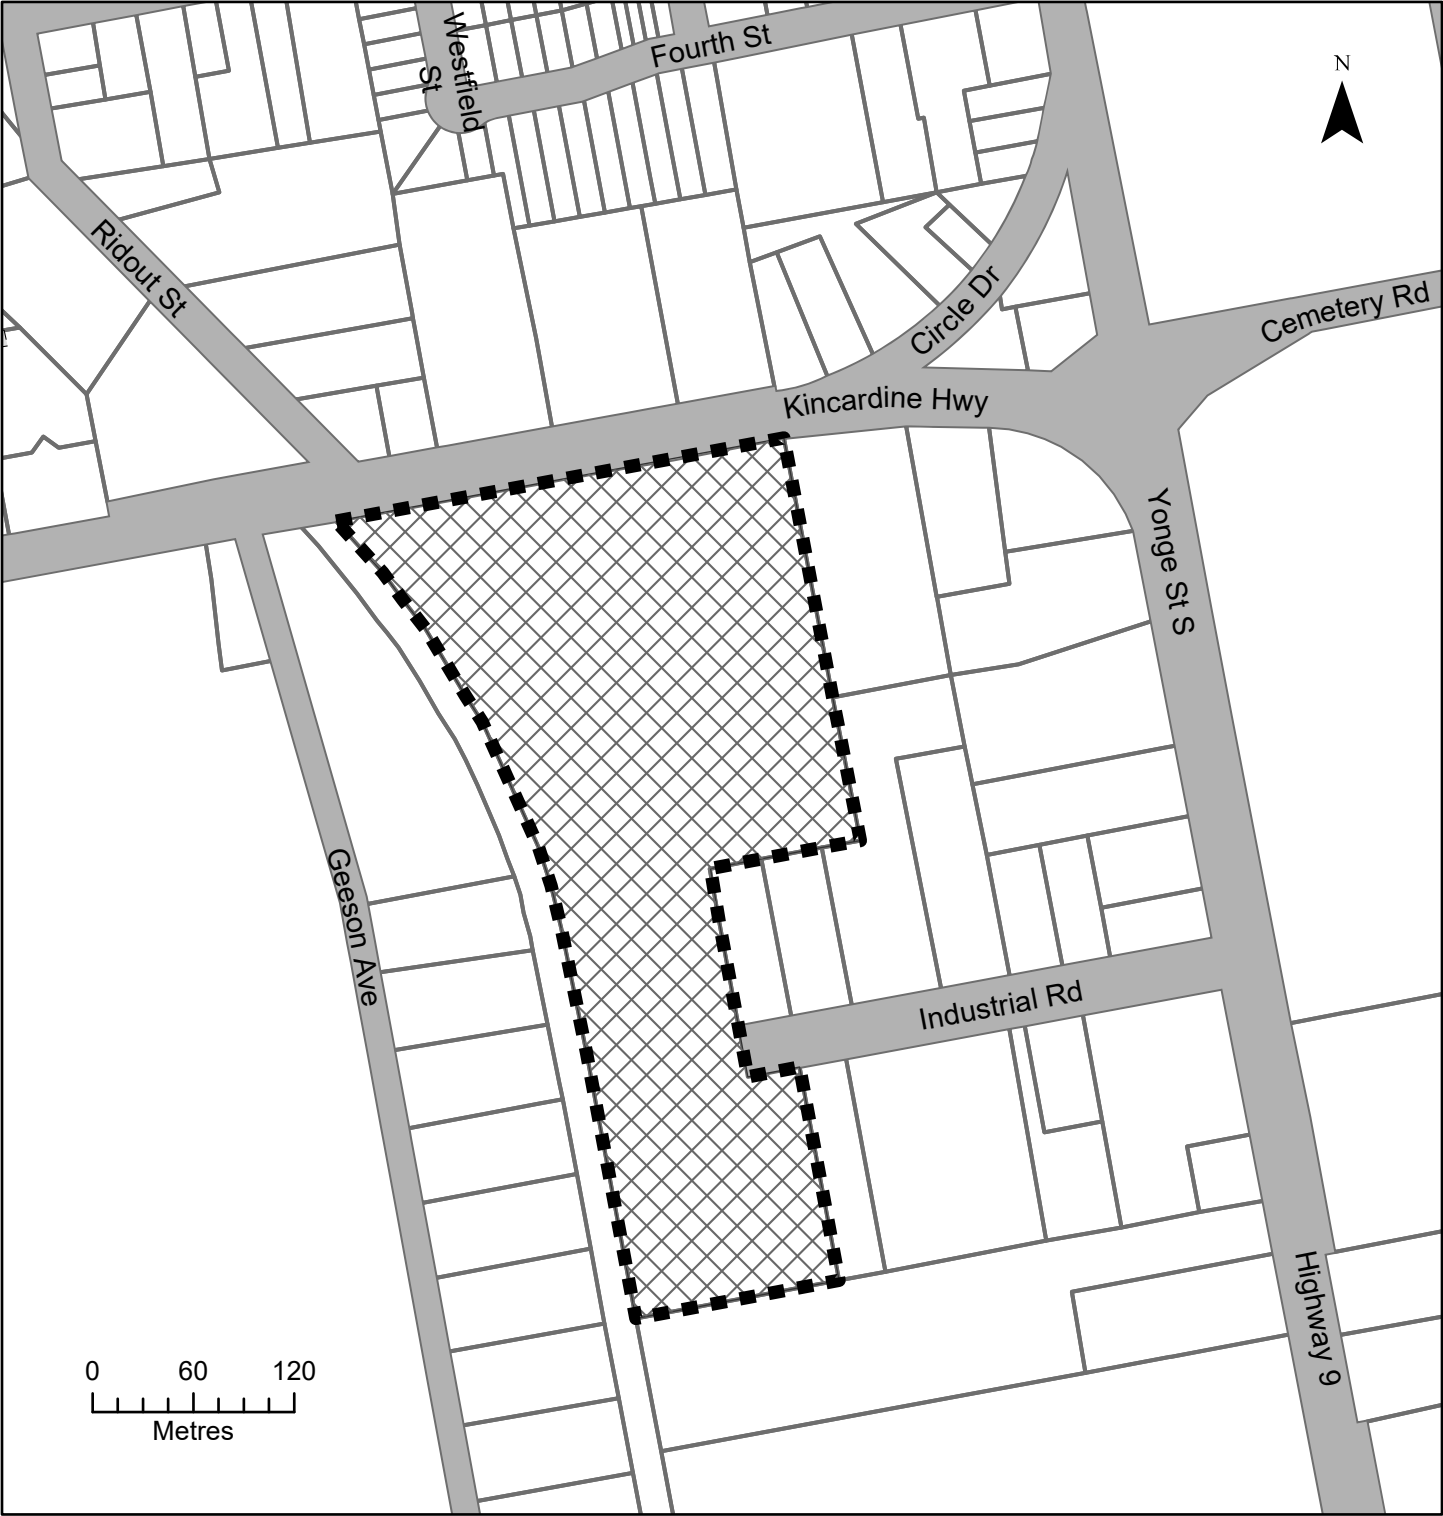 Westfield
St
Fourth St
N
Ridout St
Circle Dr
Cemetery Rd
Kincardine Hwy
Yonge St S
Geeson Ave
Industrial Rd
Highway 9
0 60 120
Metres